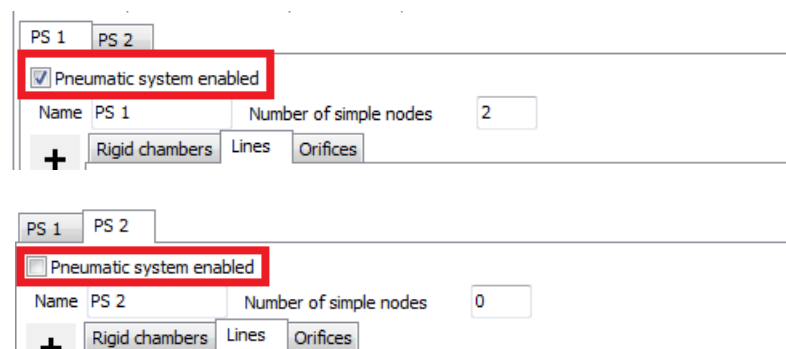 PS 1 PS 2
Pneumatic system enabled
Name PS 1 Number of simple nodes 2
+ Rigid chambers Lines Orifices
PS 1 PS 2
Pneumatic system enabled
Name PS 2 Number of simple nodes 0
+ Rigid chambers Lines Orifices